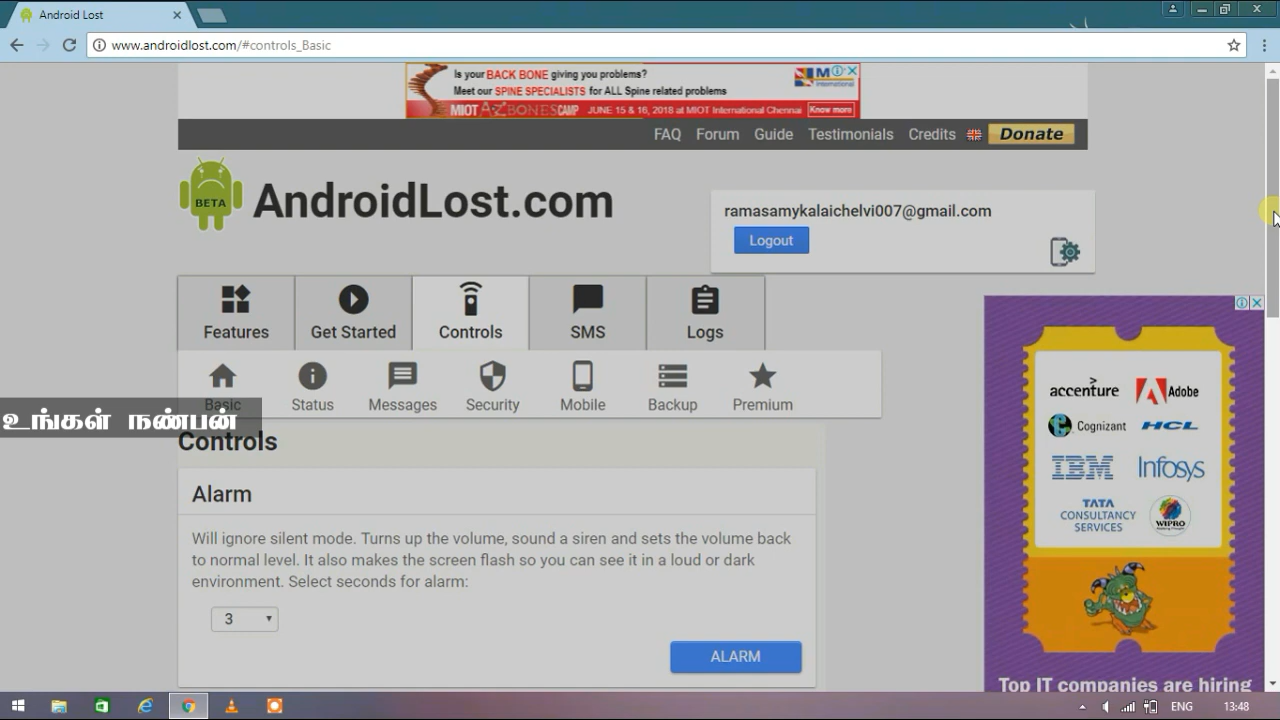 Android Lost
www.androidlost.com/#controls_Basic
Is your BACK BONE giving you problems?
Meet our SPINE SPECIALISTS for ALL Spine related problems
MIOT AZBONESCAMP JUNE 15 & 16, 2018 at MIOT International Chennai Know more
FAQ Forum Guide Testimonials Credits Donate
BETA
AndroidLost.com
ramasamykalaichelvi007@gmail.com
Logout
Features Get Started Controls SMS Logs
Basic Status Messages Security Mobile Backup Premium
உங்கள் நண்பன்
Controls
Alarm
Will ignore silent mode. Turns up the volume, sound a siren and sets the volume back
to normal level. It also makes the screen flash so you can see it in a loud or dark
environment. Select seconds for alarm:
3
ALARM
accenture Adobe
Cognizant HCL
IBM Infosys
TATA
CONSULTANCY
SERVICES
WIPRO
Top IT companies are hiring
ENG 13:48